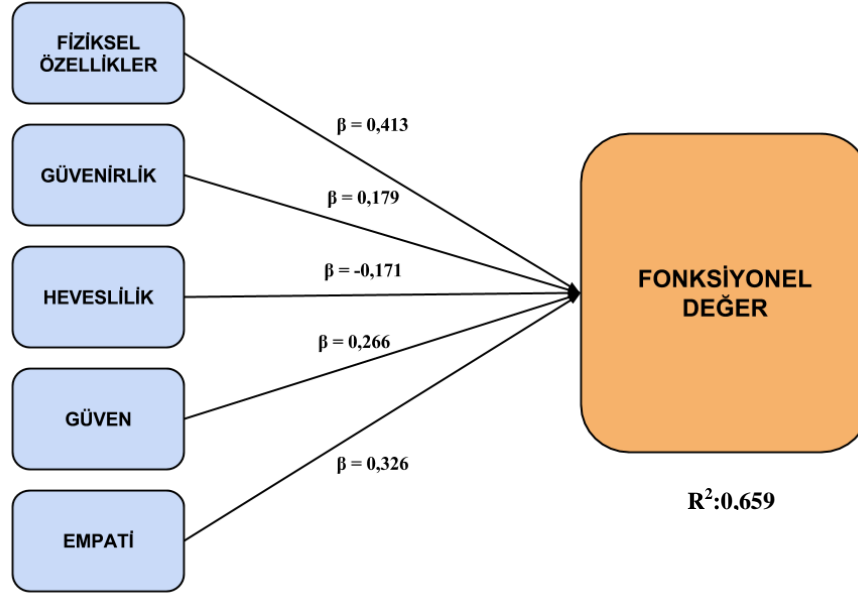 FİZİKSEL
ÖZELLİKLER
β = 0,413
GÜVENİRLİK
β = 0,179
HEVESLİLİK
β = -0,171
FONKSİYONEL
DEĞER
β = 0,266
GÜVEN
β = 0,326
R²:0,659
EMPATİ